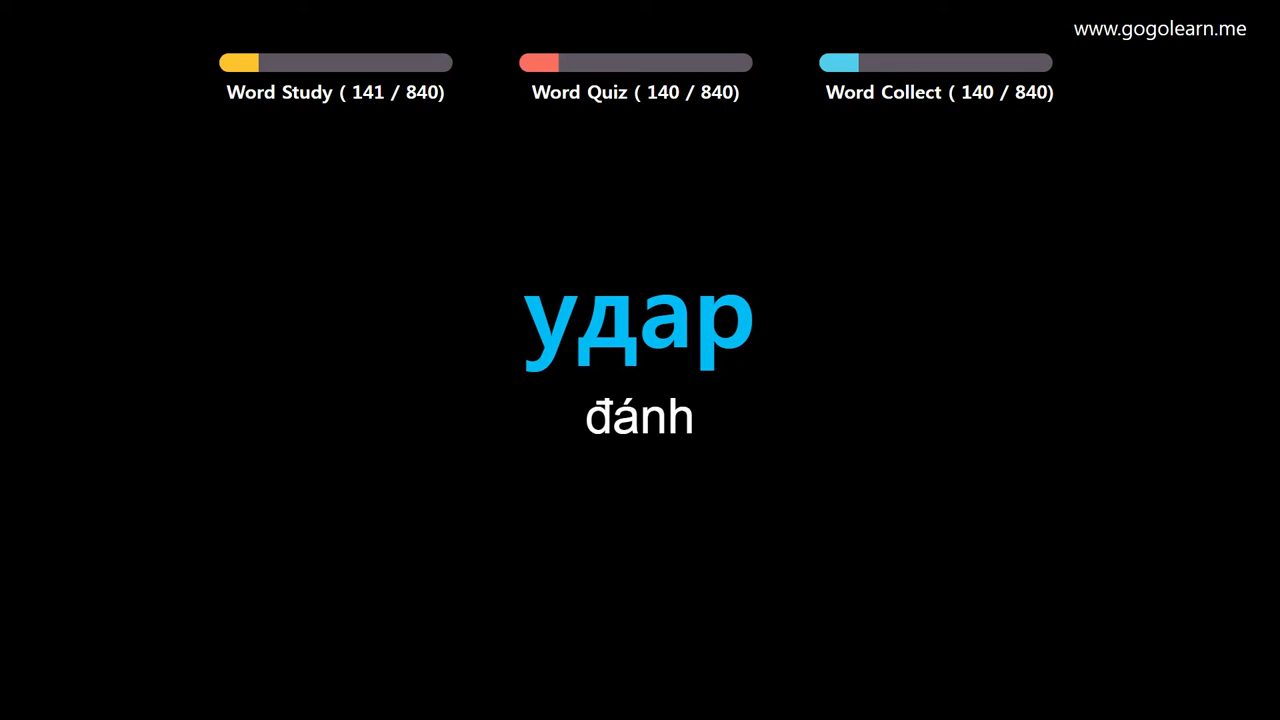 www.gogolearn.me
Word Study ( 141 / 840)
Word Quiz ( 140 / 840)
Word Collect ( 140 / 840)
удар
đánh